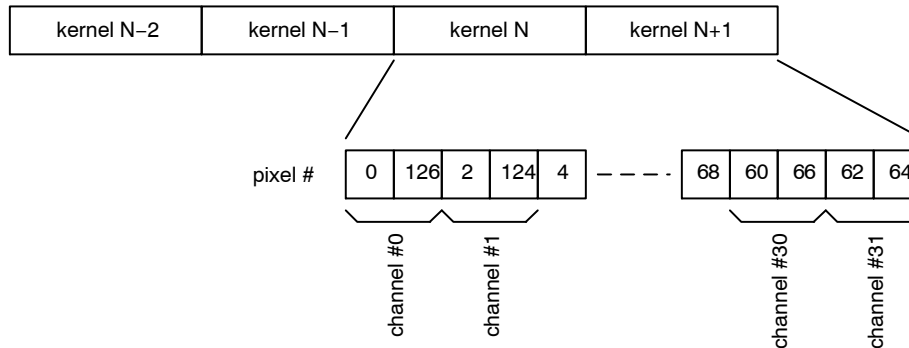 kernel N−2 kernel N−1 kernel N kernel N+1
pixel # 0 126 2 124 4 68 60 66 62 64
channel #0 channel #1 channel #30 channel #31